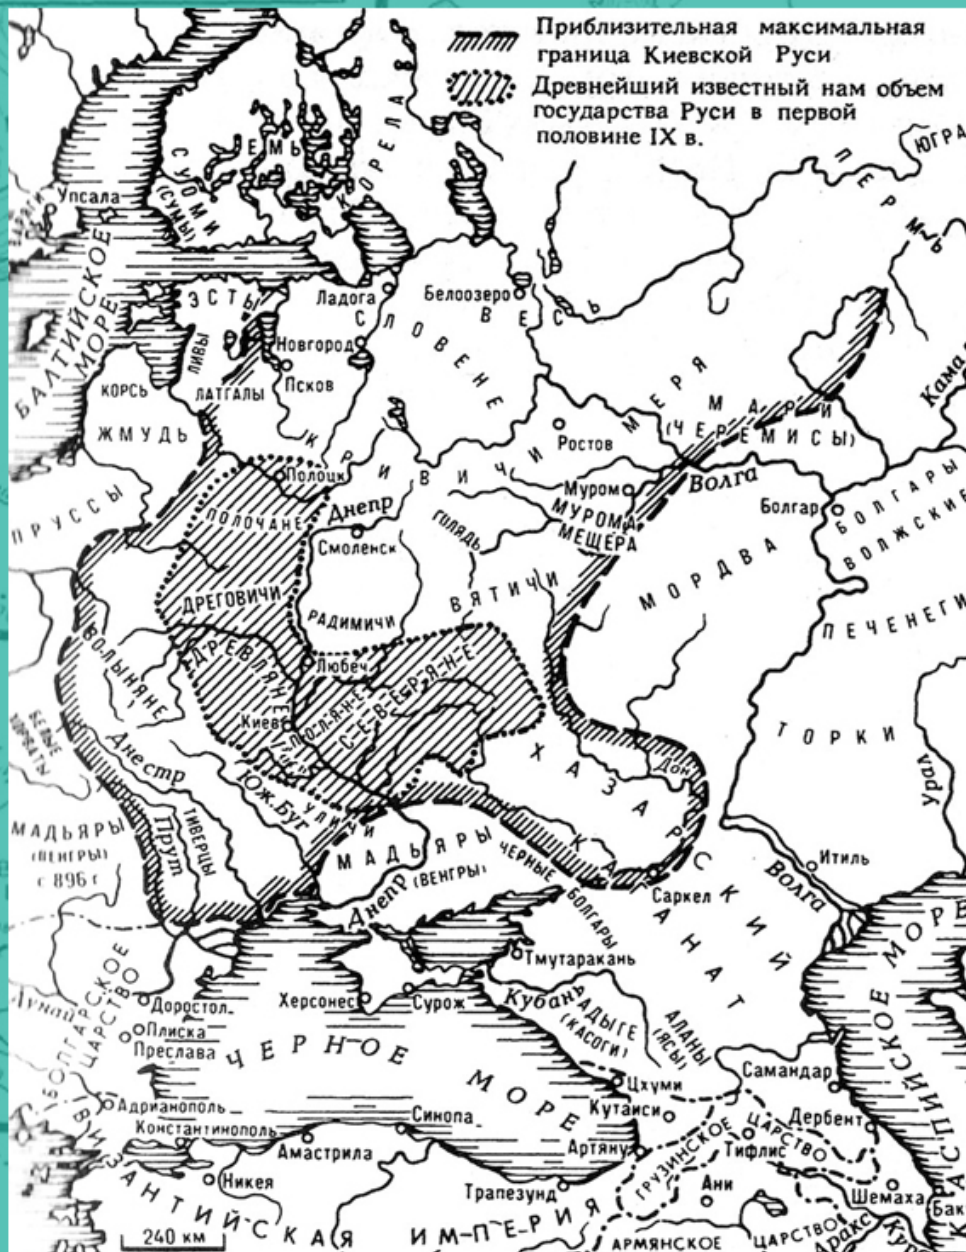 Приблизительная максимальная
граница Киевской Руси
Древнейший известный нам объем
государства Руси в первой
половине IX в.
ЮГРА
ПЕРМЬ
ЕМЬ
КОРЕЛА
СУОМИ
(СУМЬ)
Упсала
БАЛТИЙСКОЕ
МОРЕ
ЭСТЫ
Ладога
Белоозеро
ВЕСЬ
СЛОВЕНЕ
ЛИВЫ
Новгород
Псков
КОРСЬ
ЛАТГАЛЫ
ЖМУДЬ
КРИВИЧИ
МЕРЯ
МАРИ
(ЧЕРЕМИСЫ)
Кама
Ростов
Полоцк
ПРУССЫ
ПОЛОЧАНЕ
Днепр
Смоленск
ГОЛЯДЬ
Муром
МУРОМА
МЕЩЕРА
Волга
Болгар
БОЛГАРЫ
ВОЛЖСКИЕ
МОРДВА
ВЯТИЧИ
ДРЕГОВИЧИ
РАДИМИЧИ
ПЕЧЕНЕГИ
ВОЛЫНЯНЕ
ДРЕВЛЯНЕ
Любеч
Киев
ПОЛЯНЕ
СЕВЕРЯНЕ
БЕЛЫЕ
ХОРВАТЫ
Днестр
Юж. Буг
УЛИЧИ
ТИВЕРЦЫ
Прут
ТОРКИ
Урал
Дон
ХАЗАРСКИЙ
КАГАНАТ
МАДЬЯРЫ
(ВЕНГРЫ)
с 896 г
МАДЬЯРЫ
(ВЕНГРЫ)
Днепр
ЧЕРНЫЕ
БОЛГАРЫ
Саркел
Итиль
Волга
Тмутаракань
Херсонес
Сурож
Кубань
АДЫГЕ
(КАСОГИ)
АЛАНЫ
(ЯСЫ)
Дунай
БОЛГАРСКОЕ
ЦАРСТВО
Доростол
Плиска
Преслава
ЧЕРНОЕ
МОРЕ
КАСПИЙСКОЕ МОРЕ
Цхуми
Самандар
Адрианополь
Константинополь
Синопа
Амастрила
Кутаиси
Дербент
Артяну
ГРУЗИНСКОЕ
ЦАРСТВО
Тифлис
Никея
Трапезунд
Ани
Шемаха
Бак
ВИЗАНТИЙСКАЯ
ИМПЕРИЯ
АРМЯНСКОЕ
ЦАРСТВО
Аракс
240 км